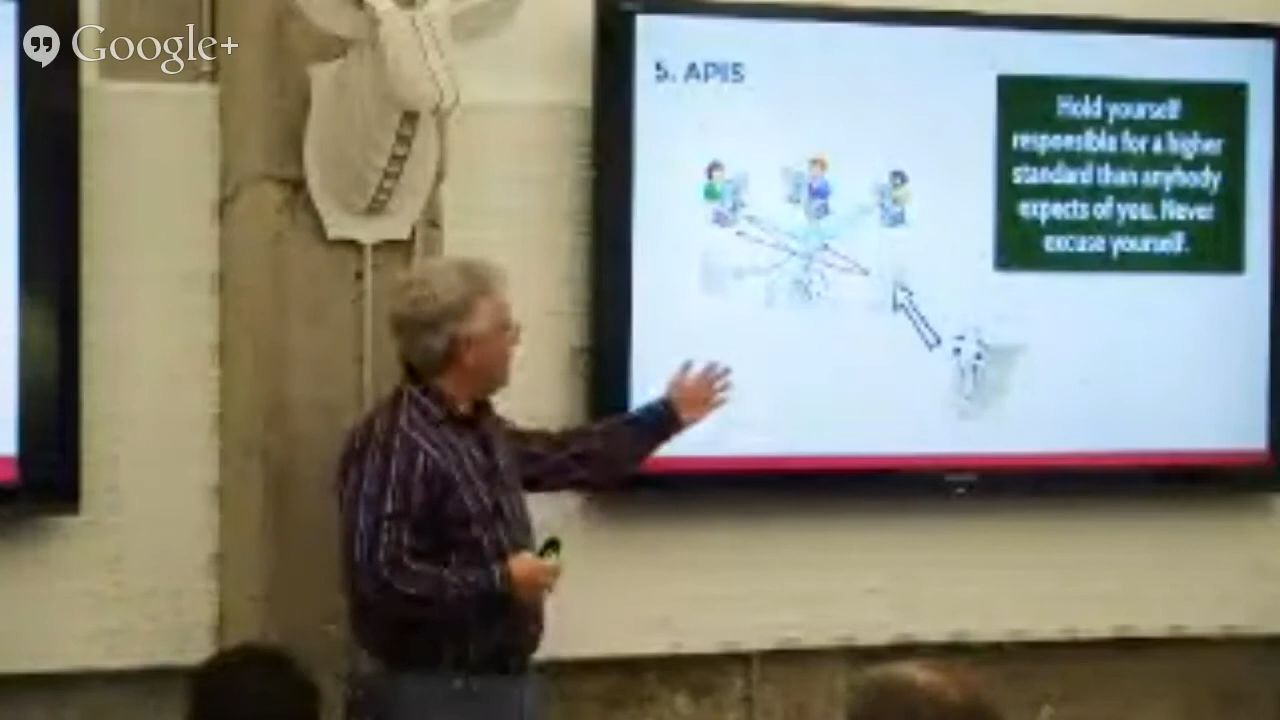 Google+
5. APIS
Hold yourself
responsible for a higher
standard than anybody
expects of you. Never
excuse yourself.